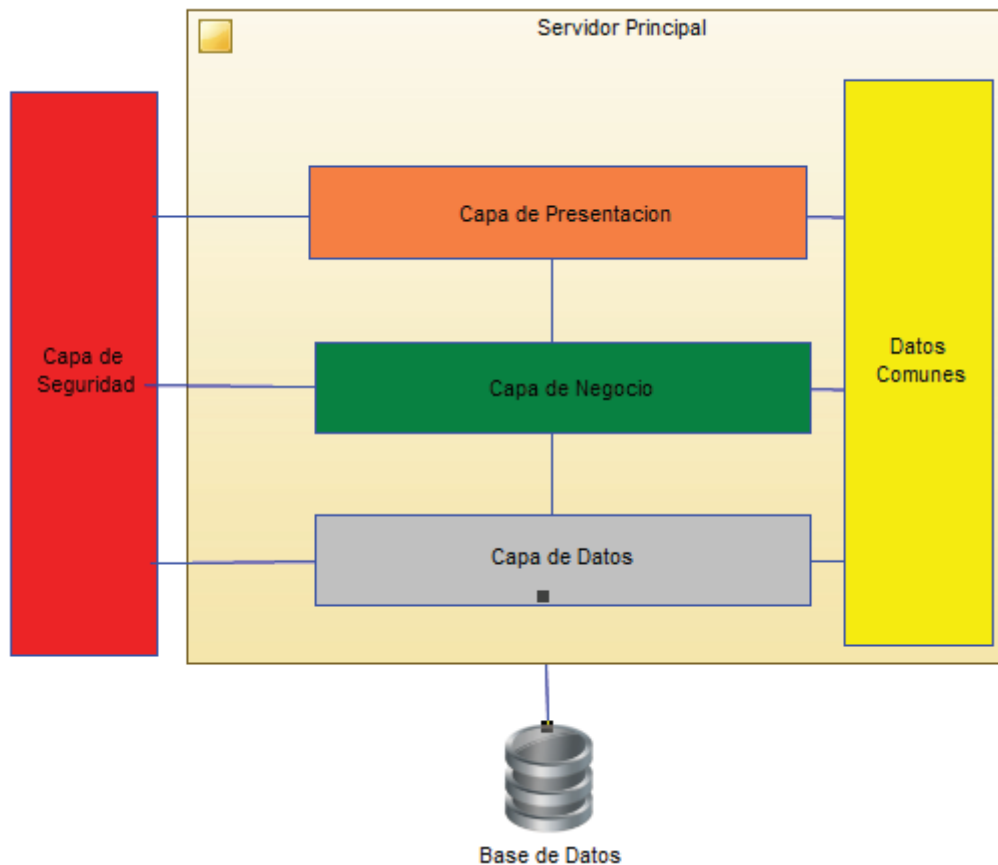 Servidor Principal
Capa de Presentacion
Capa de
Seguridad
Capa de Negocio
Datos
Comunes
Capa de Datos
Base de Datos